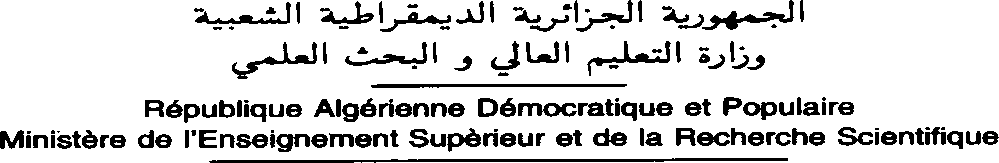 الجمهورية الجزائرية الديمقراطية الشعبية
وزارة التعليم العالي و البحث العلمي
République Algérienne Démocratique et Populaire
Ministère de l'Enseignement Supèrieur et de la Recherche Scientifique